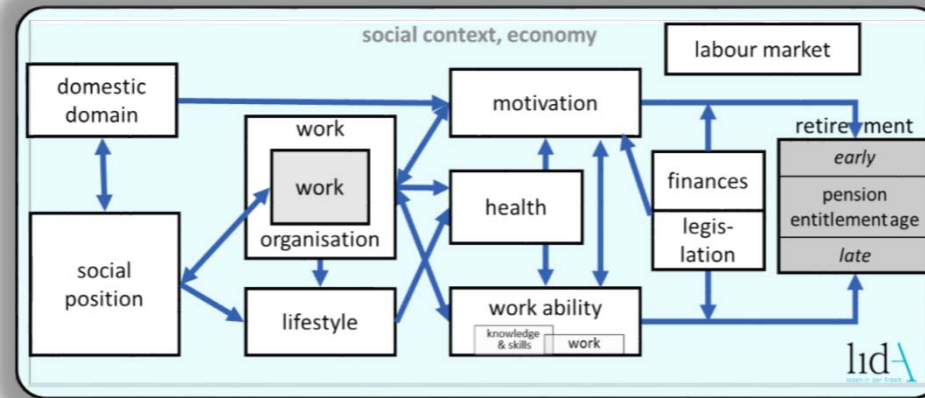 social context, economy
labour market
domestic
domain
motivation
work
work
organisation
retirement
early
pension
entitlement age
late
finances
legis-
lation
health
social
position
lifestyle
work ability
knowledge
& skills
work
lidA
leben in der Arbeit